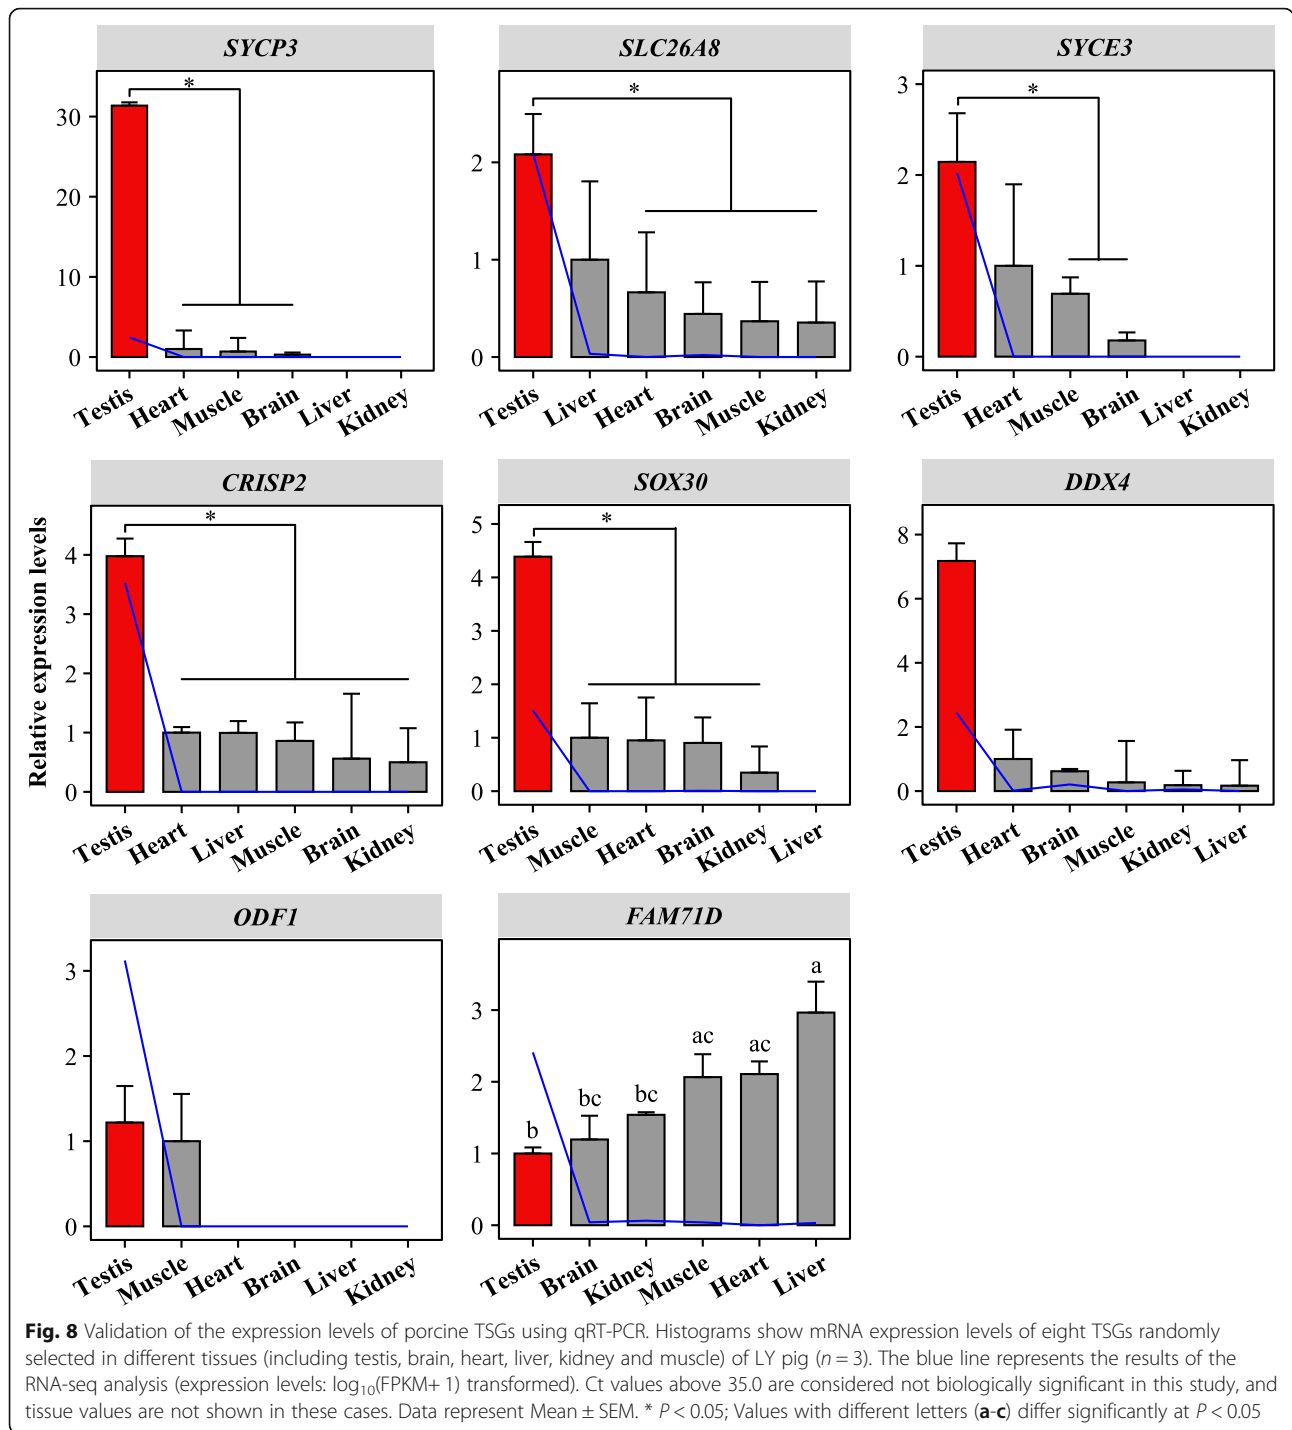 SYCP3
SLC26A8
SYCE3
*
30
20
10
0
Testis
Heart
Muscle
Brain
Liver
Kidney
*
2
1
0
Testis
Liver
Heart
Brain
Muscle
Kidney
*
3
2
1
0
Testis
Heart
Muscle
Brain
Liver
Kidney
Relative expression levels
CRISP2
SOX30
DDX4
*
4
3
2
1
0
Testis
Heart
Liver
Muscle
Brain
Kidney
*
5
4
3
2
1
0
Testis
Muscle
Heart
Brain
Kidney
Liver
8
6
4
2
0
Testis
Heart
Brain
Muscle
Kidney
Liver
ODF1
FAM71D
3
2
1
0
Testis
Muscle
Heart
Brain
Liver
Kidney
3
2
1
0
b
bc
bc
ac
ac
a
Testis
Brain
Kidney
Muscle
Heart
Liver
Fig. 8 Validation of the expression levels of porcine TSGs using qRT-PCR. Histograms show mRNA expression levels of eight TSGs randomly
selected in different tissues (including testis, brain, heart, liver, kidney and muscle) of LY pig (n = 3). The blue line represents the results of the
RNA-seq analysis (expression levels: log10(FPKM+ 1) transformed). Ct values above 35.0 are considered not biologically significant in this study, and
tissue values are not shown in these cases. Data represent Mean ± SEM. * P < 0.05; Values with different letters (a-c) differ significantly at P < 0.05